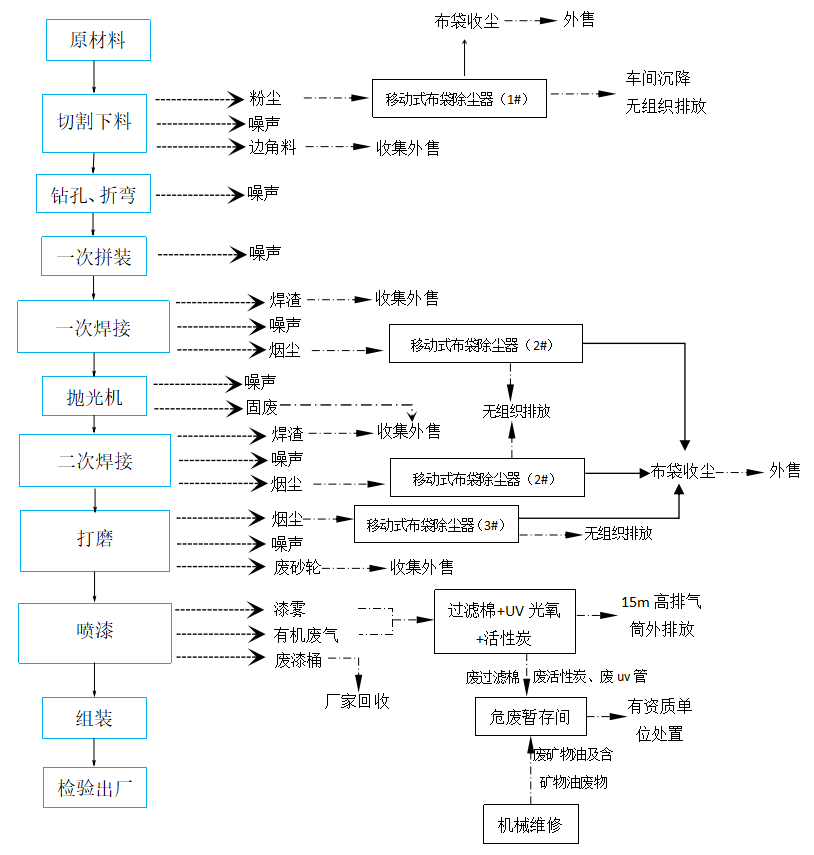 布袋收尘
外售
原材料
车间沉降
无组织排放
粉尘
移动式布袋除尘器（1#）
切割下料
噪声
边角料
收集外售
钻孔、折弯
噪声
一次拼装
噪声
焊渣
收集外售
一次焊接
噪声
烟尘
移动式布袋除尘器（2#）
抛光机
噪声
固废
无组织排放
焊渣
收集外售
二次焊接
噪声
烟尘
移动式布袋除尘器（2#）
布袋收尘
外售
烟尘
移动式布袋除尘器（3#）
无组织排放
打磨
噪声
废砂轮
收集外售
漆雾
过滤棉+UV 光氧
+活性炭
15m 高排气
筒外排放
喷漆
有机废气
废漆桶
废过滤棉
废活性炭、废 uv 管
厂家回收
组装
危废暂存间
有资质单
位处置
废矿物油及含
矿物油废物
检验出厂
机械维修